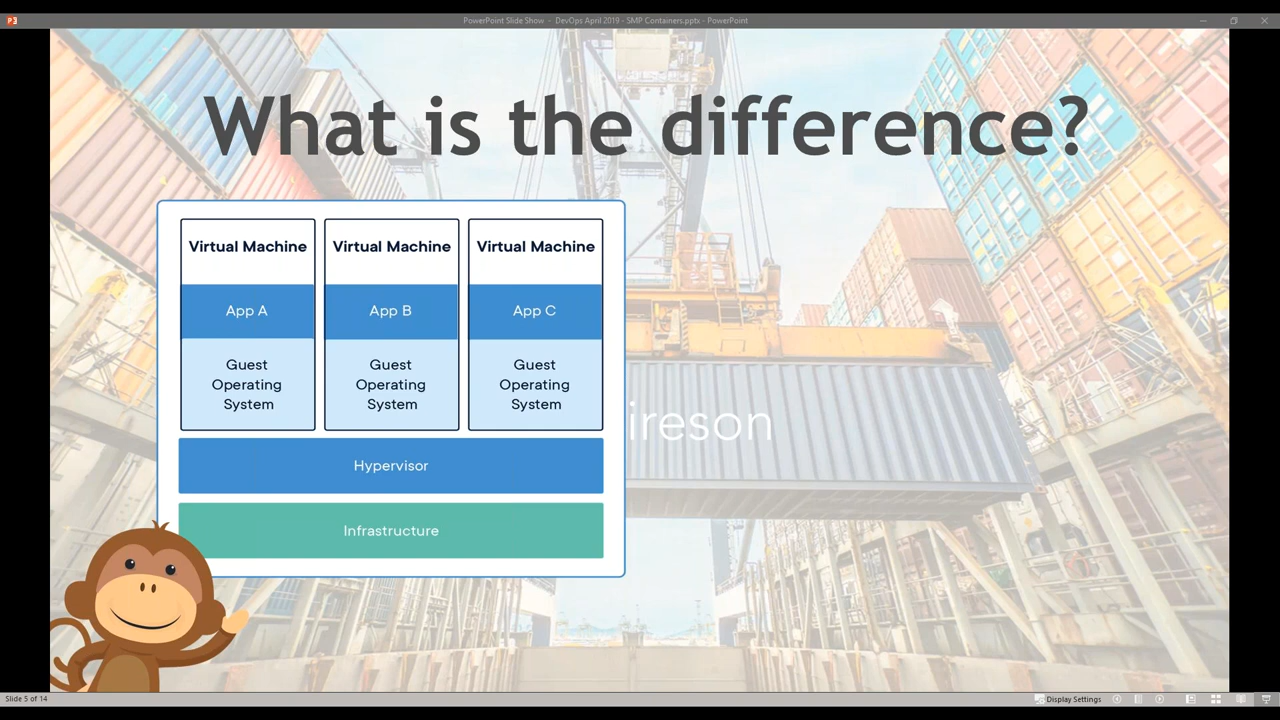 PowerPoint Slide Show - DevOps April 2019 - SMP Containers.pptx - PowerPoint
What is the difference?
Virtual Machine
Virtual Machine
Virtual Machine
App A
App B
App C
Guest
Operating
System
Guest
Operating
System
Guest
Operating
System
ireson
Hypervisor
Infrastructure
Slide 5 of 14
Display Settings